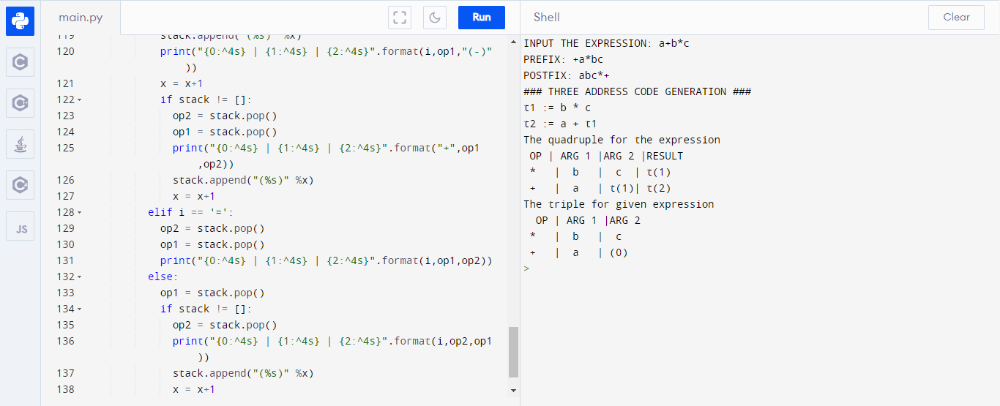 main.py
Run
Shell
Clear
JS
119 stack.append("(%s)" %x)
120 print("{0:^4s} | {1:^4s} | {2:^4s}".format(i,op1,"(-)"
))
121 x = x+1
122 if stack != []:
123 op2 = stack.pop()
124 op1 = stack.pop()
125 print("{0:^4s} | {1:^4s} | {2:^4s}".format("+",op1
,op2))
126 stack.append("(%s)" %x)
127 x = x+1
128 elif i == '=':
129 op2 = stack.pop()
130 op1 = stack.pop()
131 print("{0:^4s} | {1:^4s} | {2:^4s}".format(i,op1,op2))
132 else:
133 op1 = stack.pop()
134 if stack != []:
135 op2 = stack.pop()
136 print("{0:^4s} | {1:^4s} | {2:^4s}".format(i,op2,op1
))
137 stack.append("(%s)" %x)
138 x = x+1
INPUT THE EXPRESSION: a+b*c
PREFIX: +a*bc
POSTFIX: abc*+
### THREE ADDRESS CODE GENERATION ###
t1 := b * c
t2 := a + t1
The quadruple for the expression
OP | ARG 1 |ARG 2 |RESULT
* | b | c | t(1)
+ | a | t(1)| t(2)
The triple for given expression
OP | ARG 1 |ARG 2
* | b | c
+ | a | (0)
>